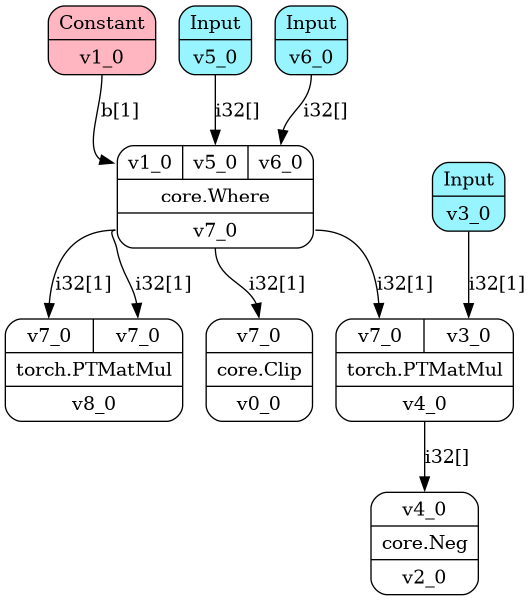 Constant
v1_0
Input
v5_0
Input
v6_0
b[1]
i32[]
i32[]
v1_0 v5_0 v6_0
core.Where
v7_0
Input
v3_0
i32[1]
i32[1]
i32[1]
i32[1]
i32[1]
v7_0 v7_0
torch.PTMatMul
v8_0
v7_0
core.Clip
v0_0
v7_0 v3_0
torch.PTMatMul
v4_0
i32[]
v4_0
core.Neg
v2_0